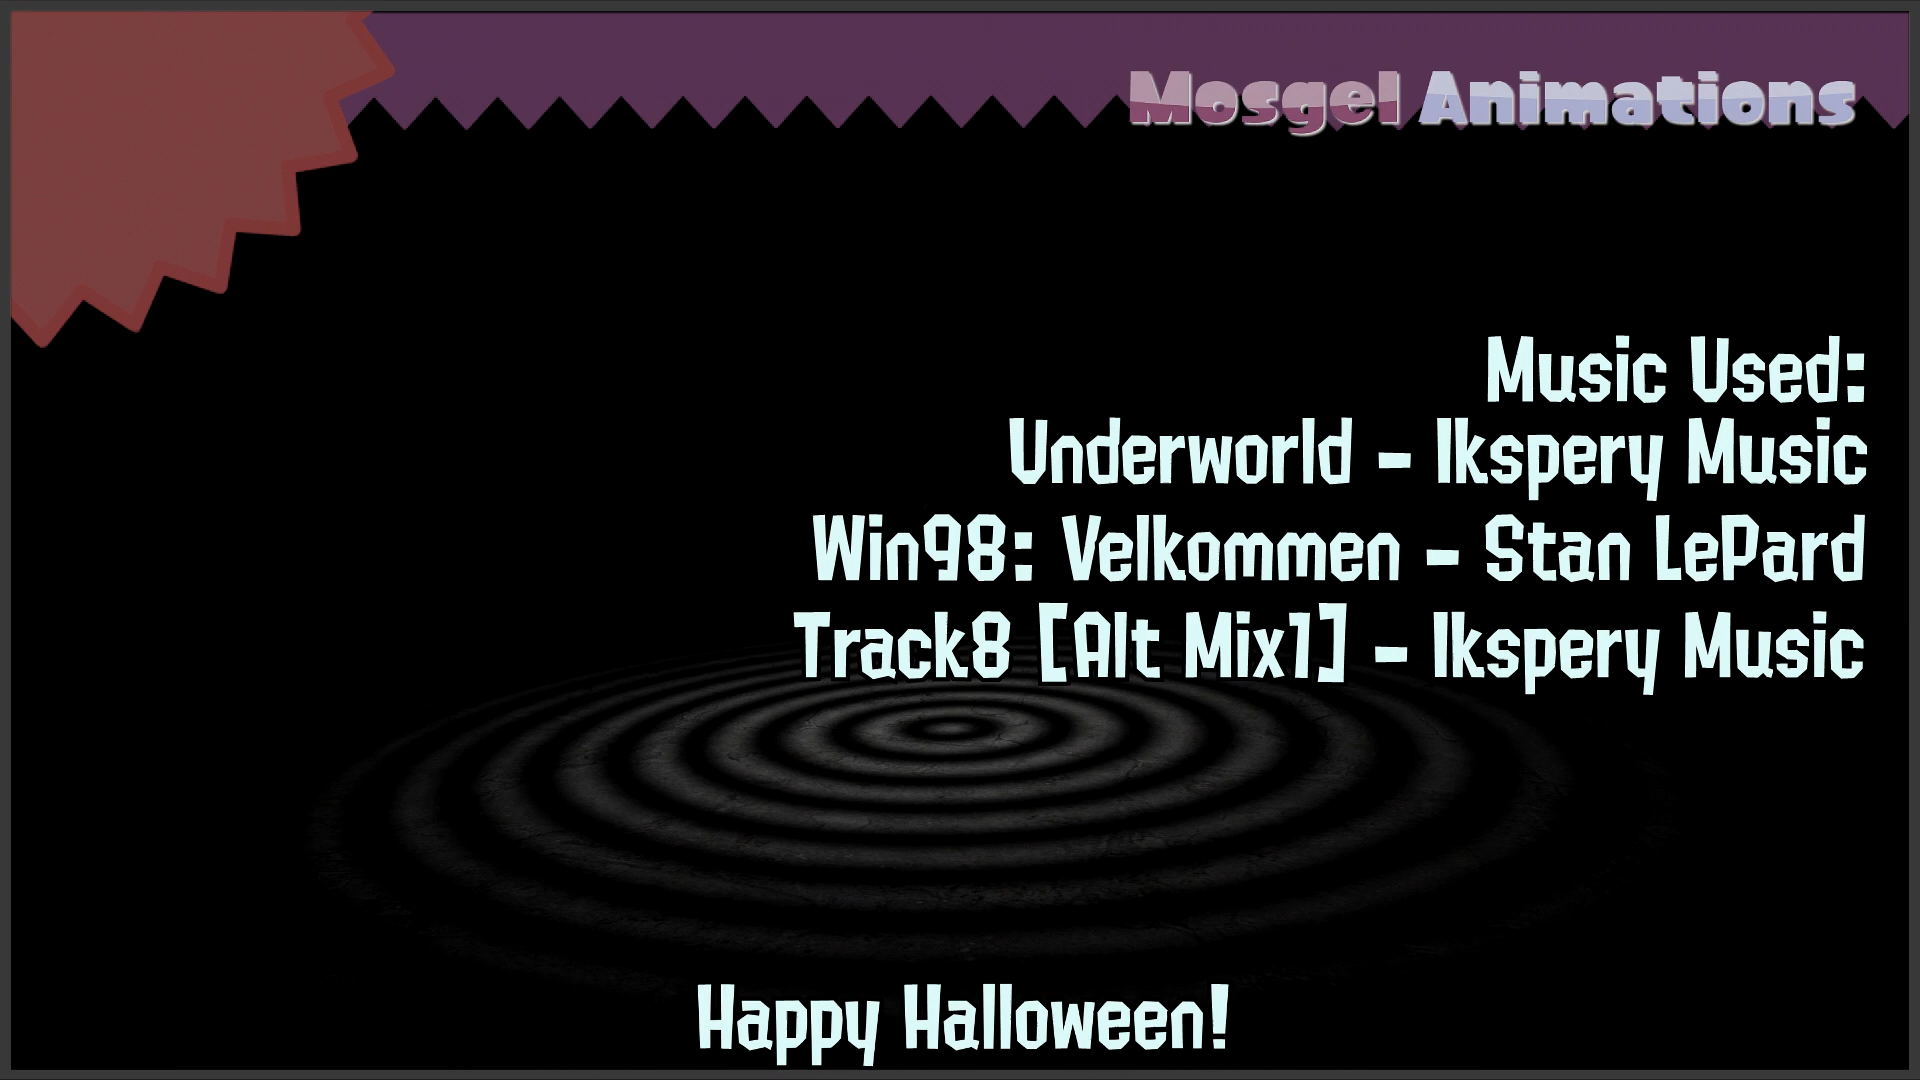 Mosgel Animations
Music Used:
Underworld - Ikspery Music
Win98: Velkommen - Stan LePard
Track8 [Alt Mix1] - Ikspery Music
Happy Halloween!